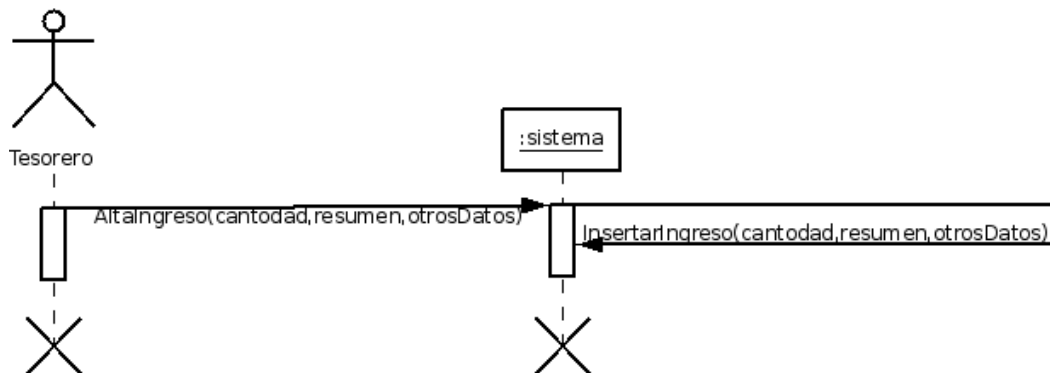 :sistema
Tesorero
AltaIngreso(cantodad,resumen,otrosDatos)
InsertarIngreso(cantodad,resumen,otrosDatos)